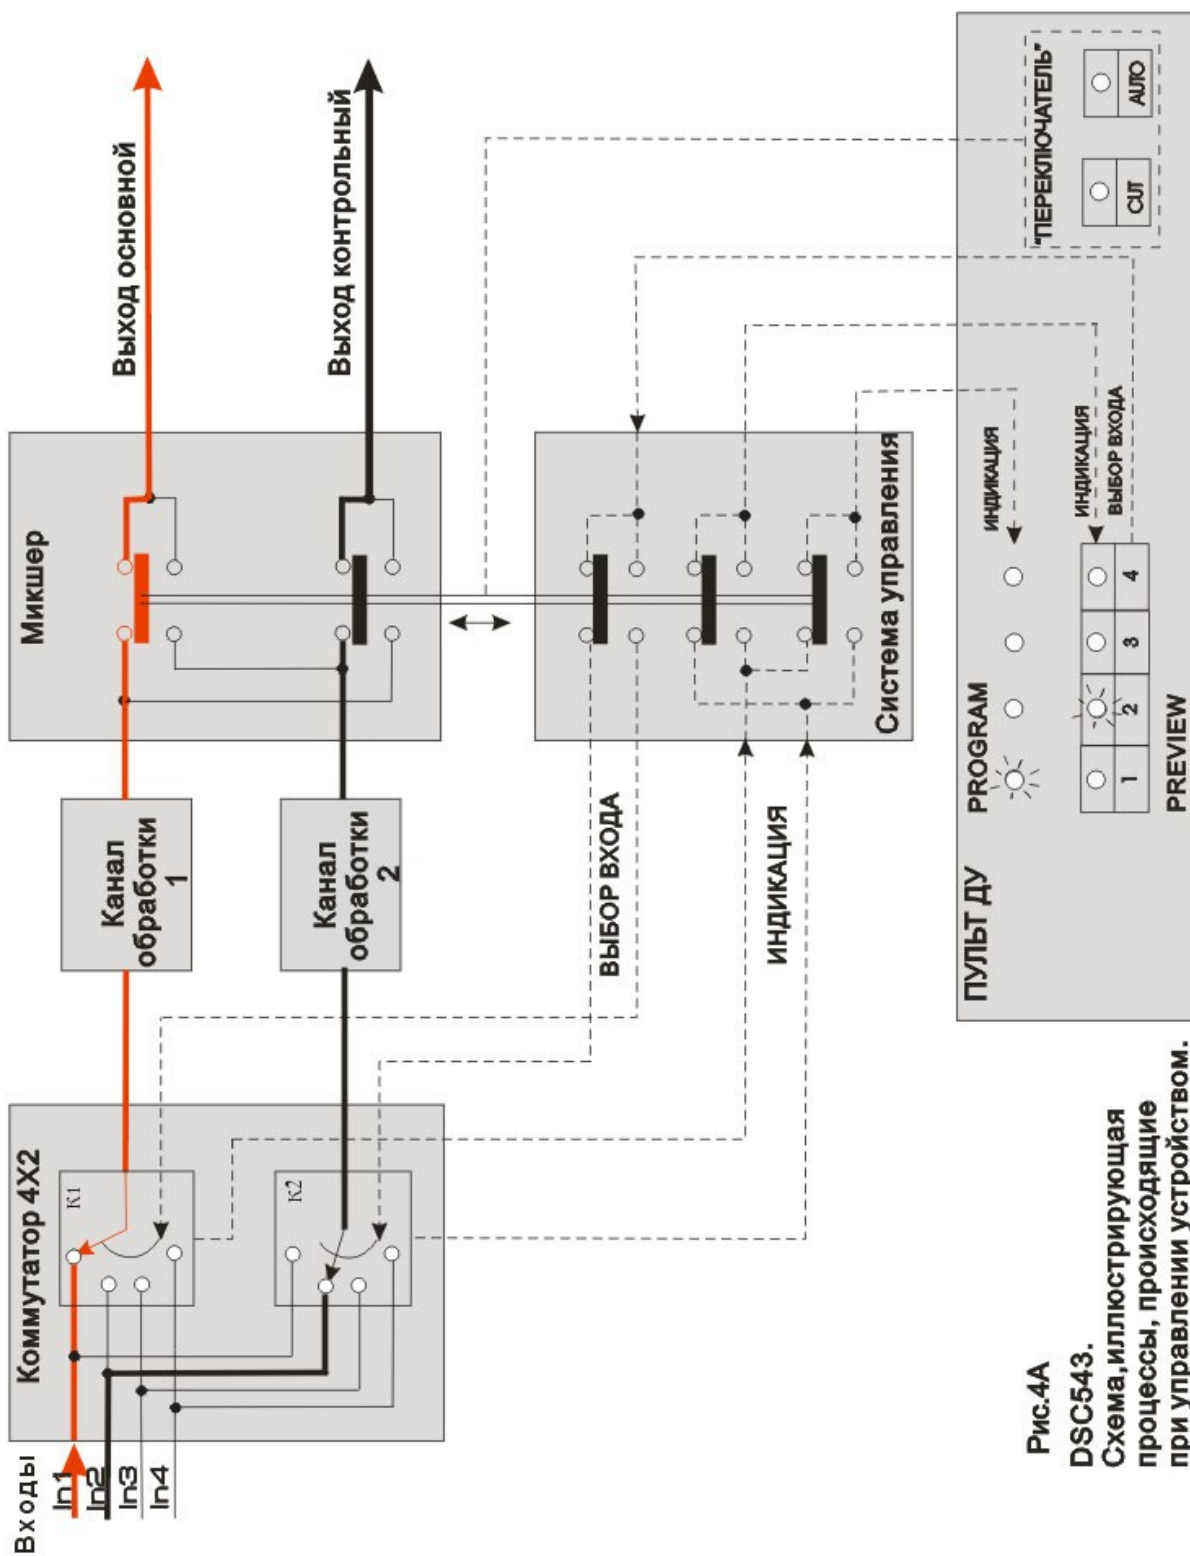 Входы
In1
In2
In3
In4
Коммутатор 4X2
К1
К2
Канал
обработки
1
Канал
обработки
2
Микшер
Выход основной
Выход контрольный
ВЫБОР ВХОДА
ИНДИКАЦИЯ
Система управления
ПУЛЬТ ДУ
PROGRAM
ИНДИКАЦИЯ
ИНДИКАЦИЯ
ВЫБОР ВХОДА
1
2
3
4
PREVIEW
"ПЕРЕКЛЮЧАТЕЛЬ"
CUT
AUTO
Рис.4А
DSC543.
Схема,иллюстрирующая
процессы, происходящие
при управлении устройством.